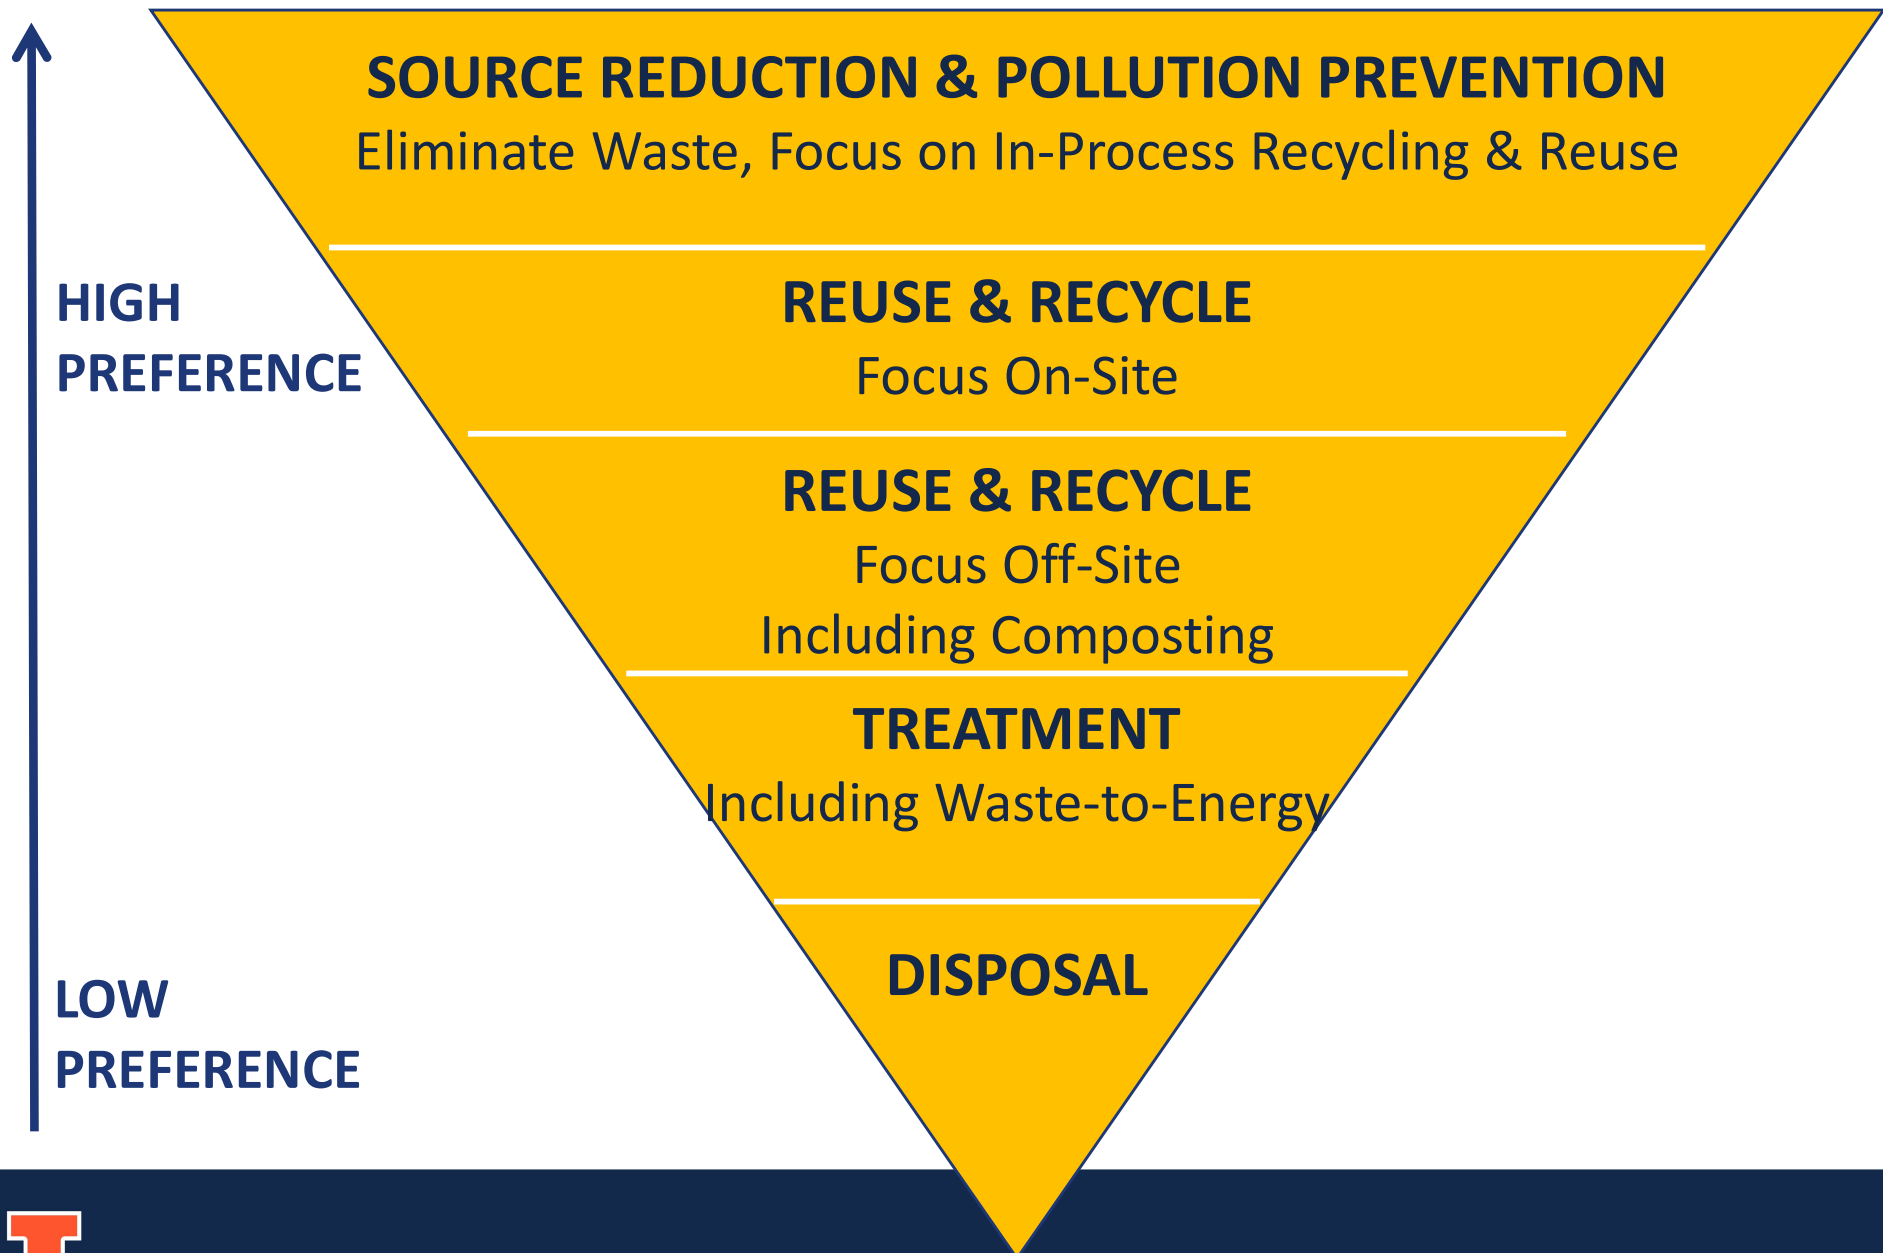 SOURCE REDUCTION & POLLUTION PREVENTION
Eliminate Waste, Focus on In-Process Recycling & Reuse
HIGH
PREFERENCE
REUSE & RECYCLE
Focus On-Site
REUSE & RECYCLE
Focus Off-Site
Including Composting
TREATMENT
Including Waste-to-Energy
DISPOSAL
LOW
PREFERENCE